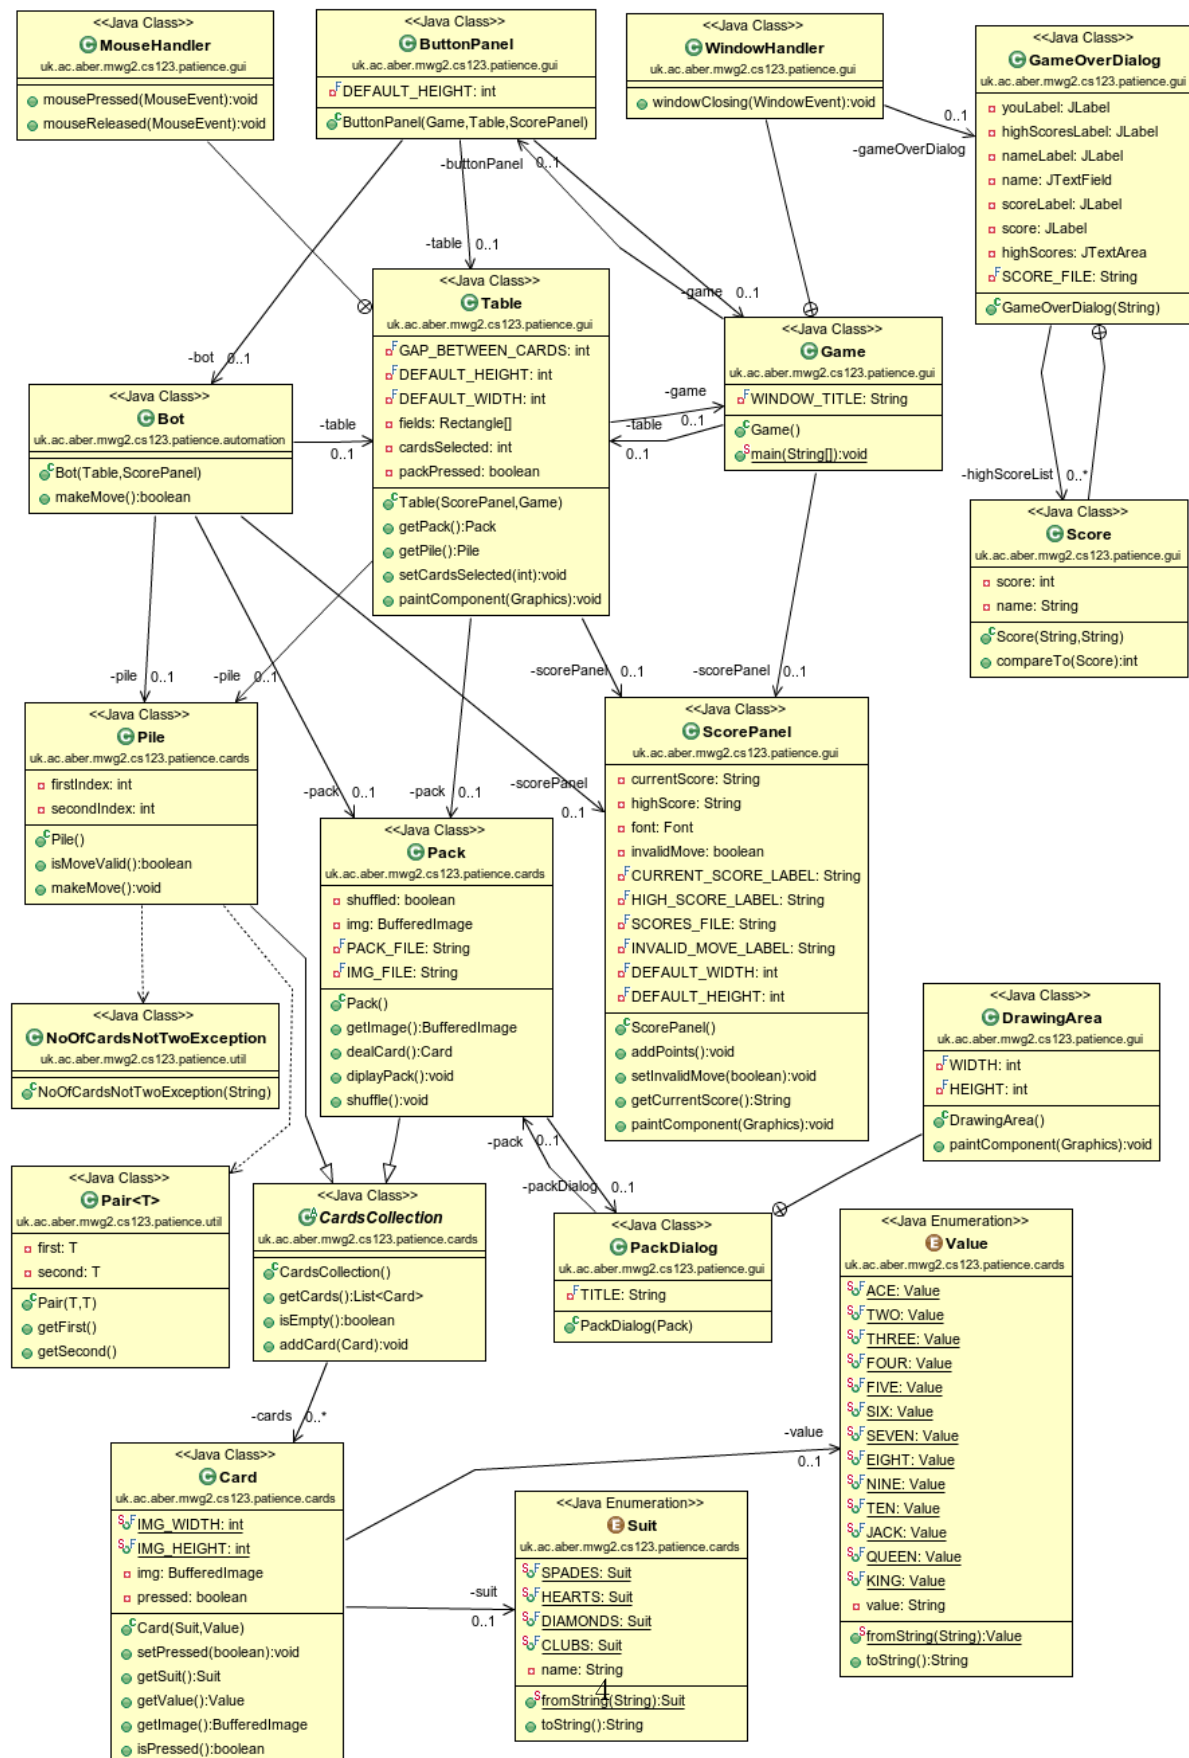 <<Java Class>>
MouseHandler
uk.ac.aber.mwg2.cs123.patience.gui
mousePressed(MouseEvent):void
mouseReleased(MouseEvent):void
<<Java Class>>
ButtonPanel
uk.ac.aber.mwg2.cs123.patience.gui
DEFAULT_HEIGHT: int
ButtonPanel(Game,Table,ScorePanel)
<<Java Class>>
WindowHandler
uk.ac.aber.mwg2.cs123.patience.gui
windowClosing(WindowEvent):void
<<Java Class>>
GameOverDialog
uk.ac.aber.mwg2.cs123.patience.gui
youLabel: JLabel
highScoresLabel: JLabel
nameLabel: JLabel
name: JTextField
scoreLabel: JLabel
score: JLabel
highScores: JTextArea
SCORE_FILE: String
GameOverDialog(String)
0..1
-gameOverDialog
-buttonPanel
0..1
-table
0..1
-game
0..1
-bot
0..1
<<Java Class>>
Table
uk.ac.aber.mwg2.cs123.patience.gui
GAP_BETWEEN_CARDS: int
DEFAULT_HEIGHT: int
DEFAULT_WIDTH: int
fields: Rectangle[]
cardsSelected: int
packPressed: boolean
Table(ScorePanel,Game)
getPack():Pack
getPile():Pile
setCardsSelected(int):void
paintComponent(Graphics):void
<<Java Class>>
Game
uk.ac.aber.mwg2.cs123.patience.gui
WINDOW_TITLE: String
Game()
main(String[]):void
<<Java Class>>
Bot
uk.ac.aber.mwg2.cs123.patience.automation
Bot(Table,ScorePanel)
makeMove():boolean
-table
0..1
-game
0..1
-table
0..1
-highScoreList
0..*
<<Java Class>>
Score
uk.ac.aber.mwg2.cs123.patience.gui
score: int
name: String
Score(String,String)
compareTo(Score):int
-pile
0..1
-pile
0..1
-scorePanel
0..1
-scorePanel
0..1
<<Java Class>>
Pile
uk.ac.aber.mwg2.cs123.patience.cards
firstIndex: int
secondIndex: int
Pile()
isMoveValid():boolean
makeMove():void
-pack
0..1
-pack
0..1
-scorePanel
0..1
<<Java Class>>
ScorePanel
uk.ac.aber.mwg2.cs123.patience.gui
currentScore: String
highScore: String
font: Font
invalidMove: boolean
CURRENT_SCORE_LABEL: String
HIGH_SCORE_LABEL: String
SCORES_FILE: String
INVALID_MOVE_LABEL: String
DEFAULT_WIDTH: int
DEFAULT_HEIGHT: int
ScorePanel()
addPoints():void
setInvalidMove(boolean):void
getCurrentScore():String
paintComponent(Graphics):void
<<Java Class>>
Pack
uk.ac.aber.mwg2.cs123.patience.cards
shuffled: boolean
img: BufferedImage
PACK_FILE: String
IMG_FILE: String
Pack()
getImage():BufferedImage
dealCard():Card
diplayPack():void
shuffle():void
<<Java Class>>
NoOfCardsNotTwoException
uk.ac.aber.mwg2.cs123.patience.util
NoOfCardsNotTwoException(String)
<<Java Class>>
DrawingArea
uk.ac.aber.mwg2.cs123.patience.gui
WIDTH: int
HEIGHT: int
DrawingArea()
paintComponent(Graphics):void
-pack
0..1
-packDialog
0..1
<<Java Class>>
Pair<T>
uk.ac.aber.mwg2.cs123.patience.util
first: T
second: T
Pair(T,T)
getFirst()
getSecond()
<<Java Class>>
CardsCollection
uk.ac.aber.mwg2.cs123.patience.cards
CardsCollection()
getCards():List<Card>
isEmpty():boolean
addCard(Card):void
<<Java Class>>
PackDialog
uk.ac.aber.mwg2.cs123.patience.gui
TITLE: String
PackDialog(Pack)
<<Java Enumeration>>
Value
uk.ac.aber.mwg2.cs123.patience.cards
ACE: Value
TWO: Value
THREE: Value
FOUR: Value
FIVE: Value
SIX: Value
SEVEN: Value
EIGHT: Value
NINE: Value
TEN: Value
JACK: Value
QUEEN: Value
KING: Value
value: String
fromString(String):Value
toString():String
-cards
0..*
-value
0..1
<<Java Class>>
Card
uk.ac.aber.mwg2.cs123.patience.cards
IMG_WIDTH: int
IMG_HEIGHT: int
img: BufferedImage
pressed: boolean
Card(Suit,Value)
setPressed(boolean):void
getSuit():Suit
getValue():Value
getImage():BufferedImage
isPressed():boolean
-suit
0..1
<<Java Enumeration>>
Suit
uk.ac.aber.mwg2.cs123.patience.cards
SPADES: Suit
HEARTS: Suit
DIAMONDS: Suit
CLUBS: Suit
name: String
fromString(String):Suit
toString():String
4